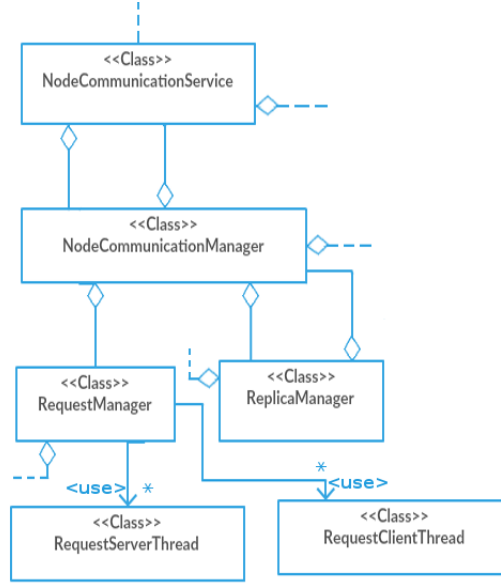 <<Class>>
NodeCommunicationService
<<Class>>
NodeCommunicationManager
<<Class>>
RequestManager
<<Class>>
ReplicaManager
<use> *
*
<use>
<<Class>>
RequestServerThread
<<Class>>
RequestClientThread